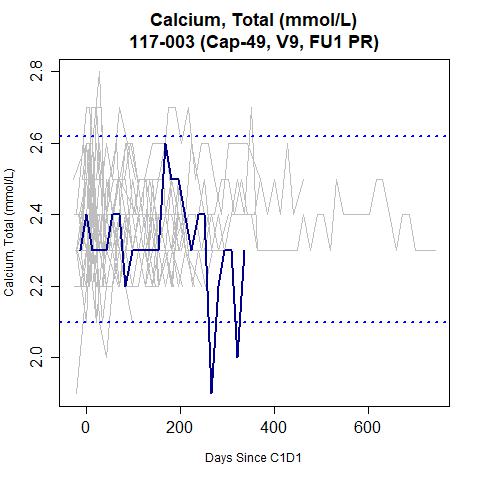 Calcium, Total (mmol/L)
117-003 (Cap-49, V9, FU1 PR)
Calcium, Total (mmol/L)
2.8
2.6
2.4
2.2
2.0
0
200
400
600
Days Since C1D1